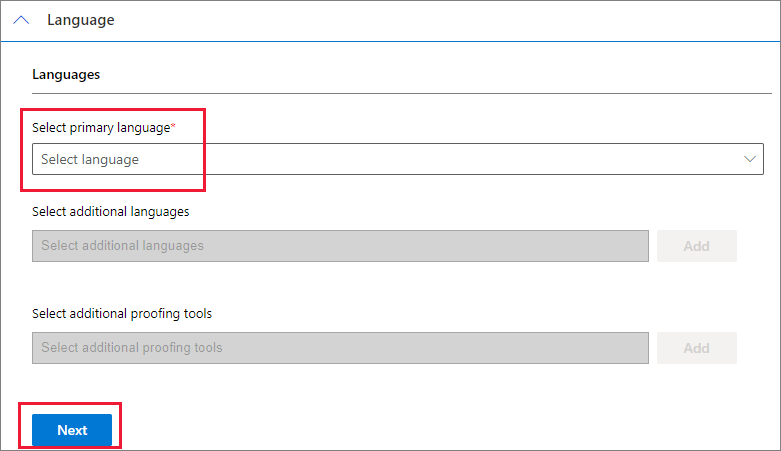 Language
Languages
Select primary language*
Select language
Select additional languages
Select additional languages
Add
Select additional proofing tools
Select additional proofing tools
Add
Next